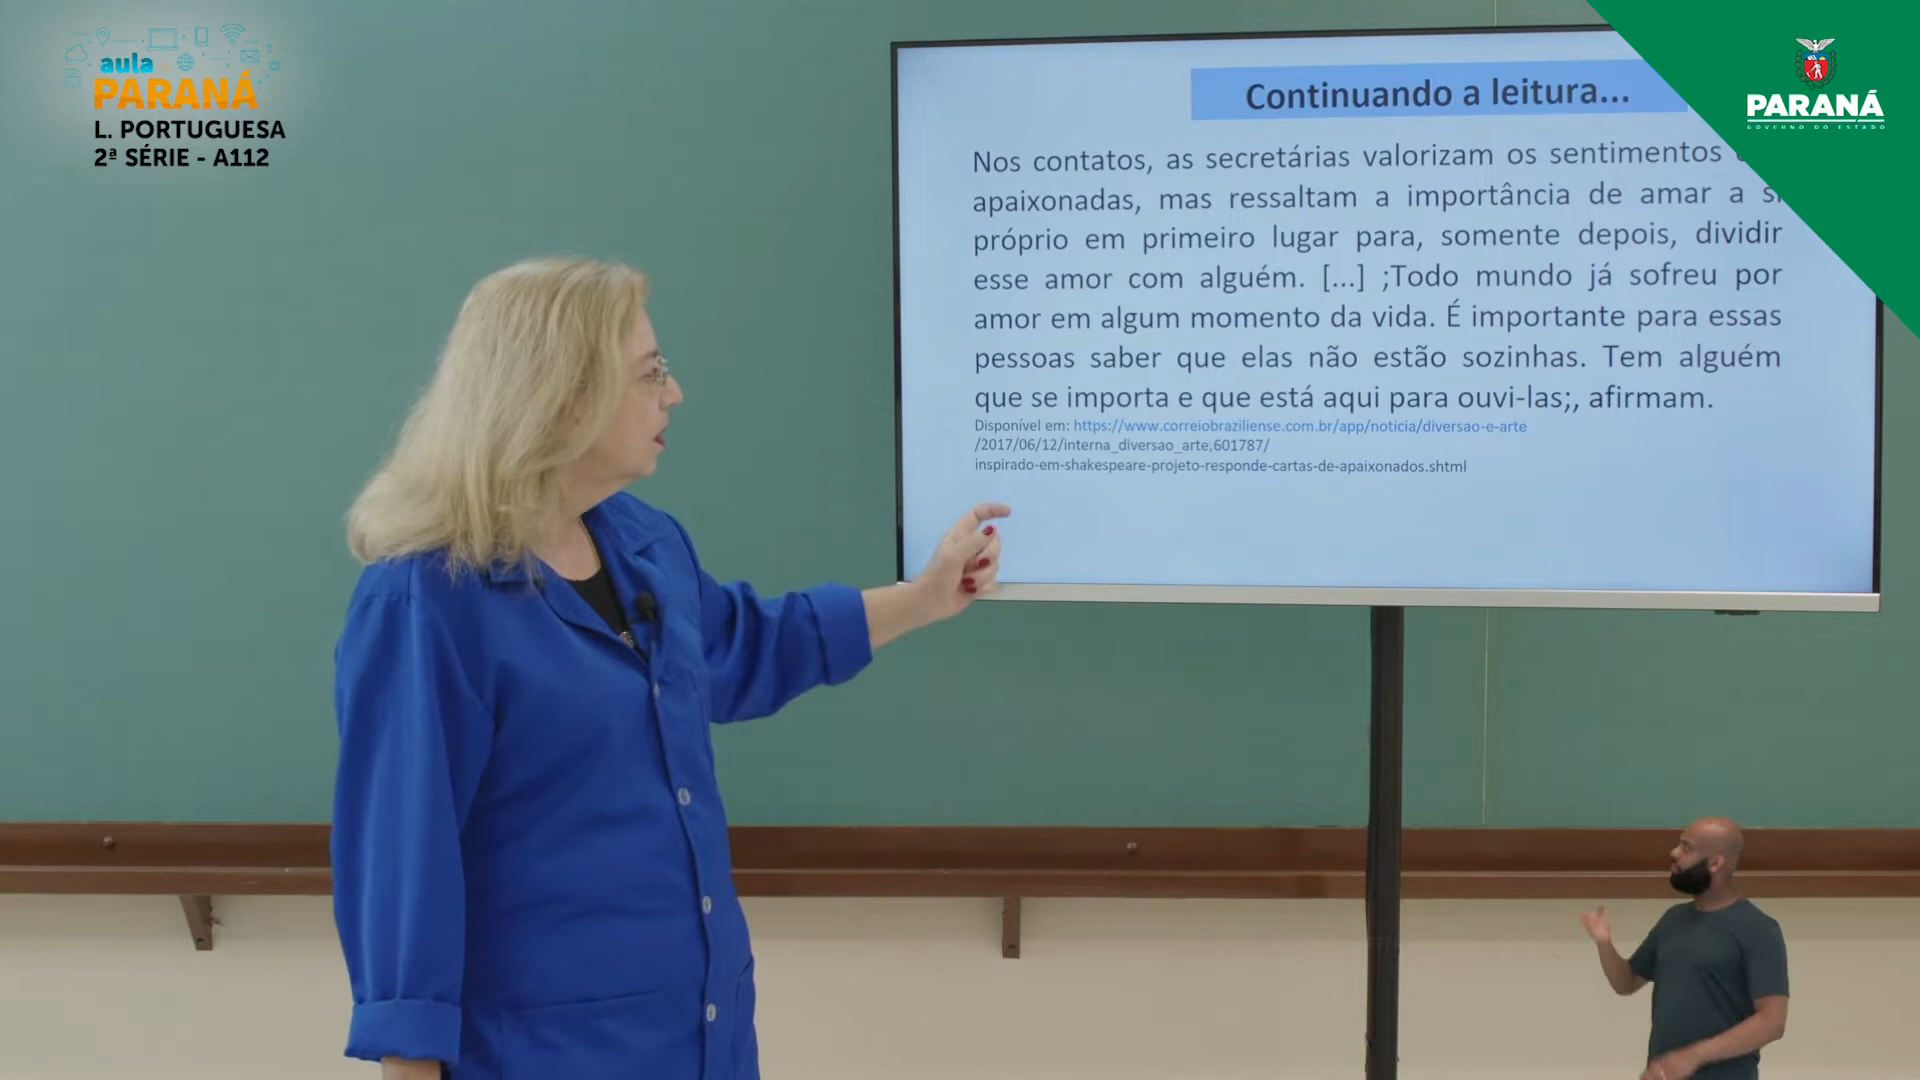 aula
PARANÁ
L. PORTUGUESA
2ª SÉRIE - A112
PARANÁ
GOVERNO DO ESTADO
Continuando a leitura...
Nos contatos, as secretárias valorizam os sentimentos
apaixonadas, mas ressaltam a importância de amar a si
próprio em primeiro lugar para, somente depois, dividir
esse amor com alguém. [...] ;Todo mundo já sofreu por
amor em algum momento da vida. É importante para essas
pessoas saber que elas não estão sozinhas. Tem alguém
que se importa e que está aqui para ouvi-las;, afirmam.
Disponível em: https://www.correiobraziliense.com.br/app/noticia/diversao-e-arte
/2017/06/12/interna_diversao_arte,601787/
inspirado-em-shakespeare-projeto-responde-cartas-de-apaixonados.shtml